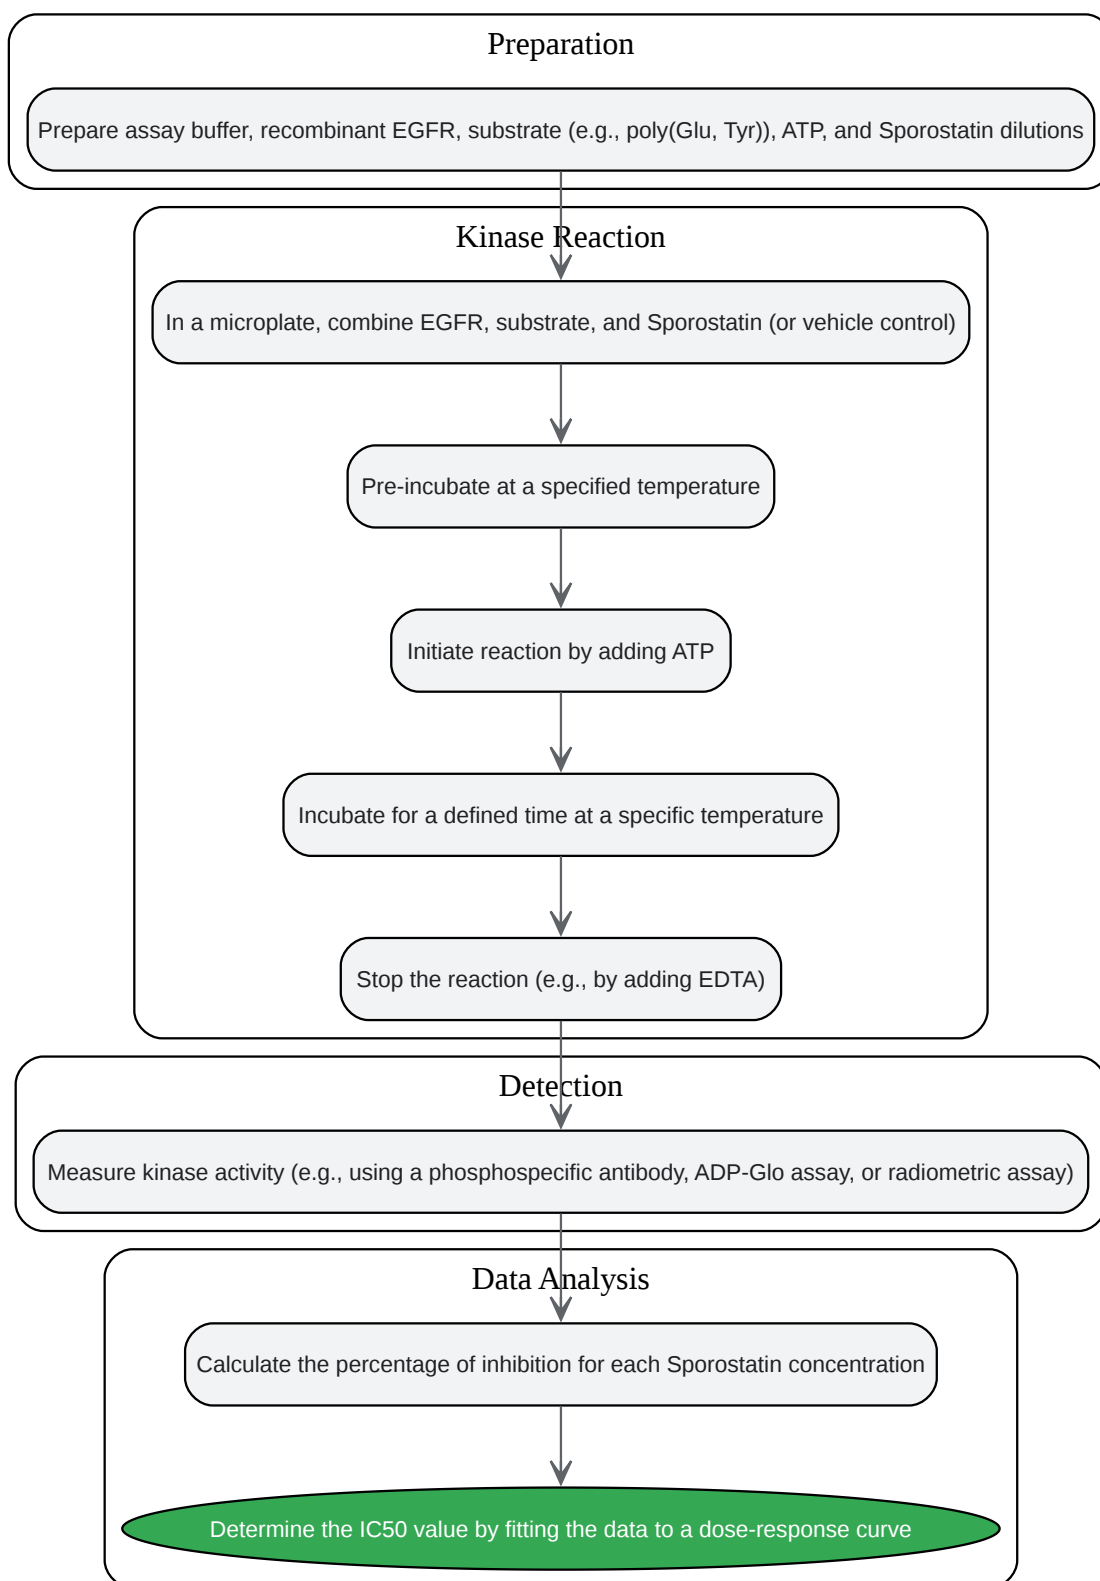 Preparation
Prepare assay buffer, recombinant EGFR, substrate (e.g., poly(Glu, Tyr)), ATP, and Sporostatin dilutions
Kinase Reaction
In a microplate, combine EGFR, substrate, and Sporostatin (or vehicle control)
Pre-incubate at a specified temperature
Initiate reaction by adding ATP
Incubate for a defined time at a specific temperature
Stop the reaction (e.g., by adding EDTA)
Detection
Measure kinase activity (e.g., using a phosphospecific antibody, ADP-Glo assay, or radiometric assay)
Data Analysis
Calculate the percentage of inhibition for each Sporostatin concentration
Determine the IC50 value by fitting the data to a dose-response curve